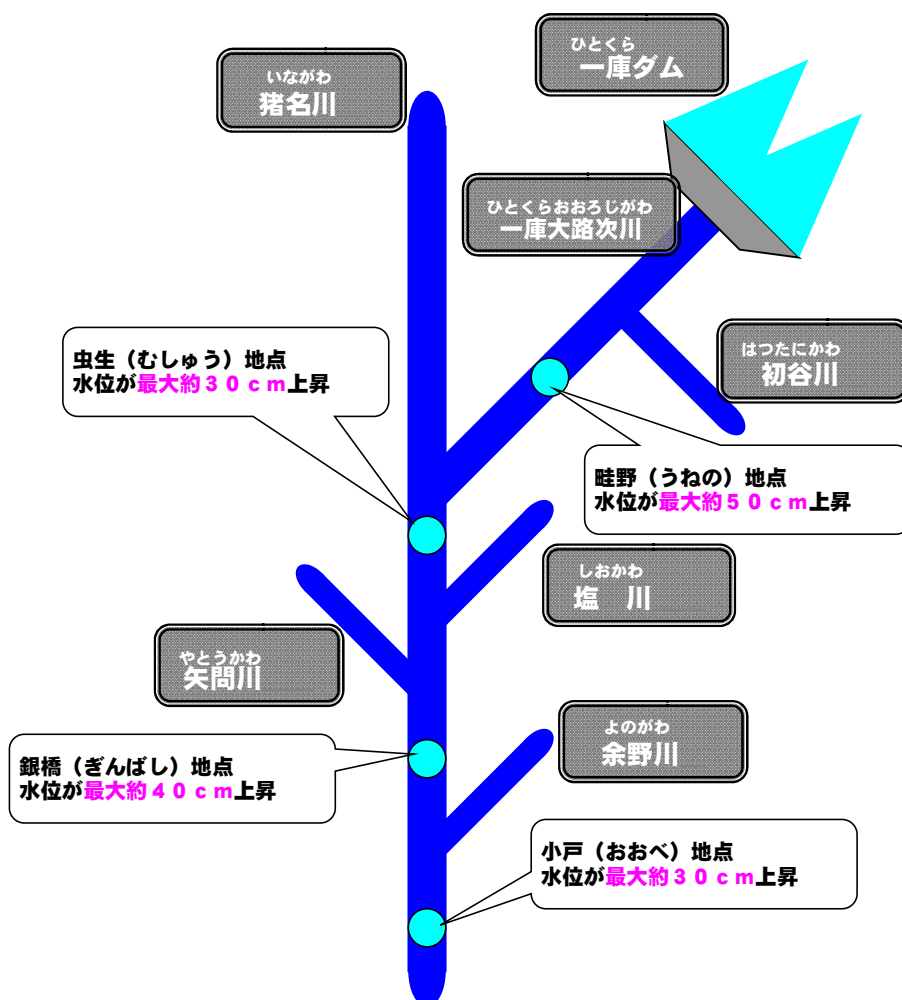 ひとくら
一庫ダム
いながわ
猪名川
ひとくらおおろじがわ
一庫大路次川
はつたにかわ
初谷川
虫生（むしゅう）地点
水位が最大約３０ｃｍ上昇
畦野（うねの）地点
水位が最大約５０ｃｍ上昇
しおかわ
塩　川
やとうかわ
矢問川
よのがわ
余野川
銀橋（ぎんばし）地点
水位が最大約４０ｃｍ上昇
小戸（おおべ）地点
水位が最大約３０ｃｍ上昇